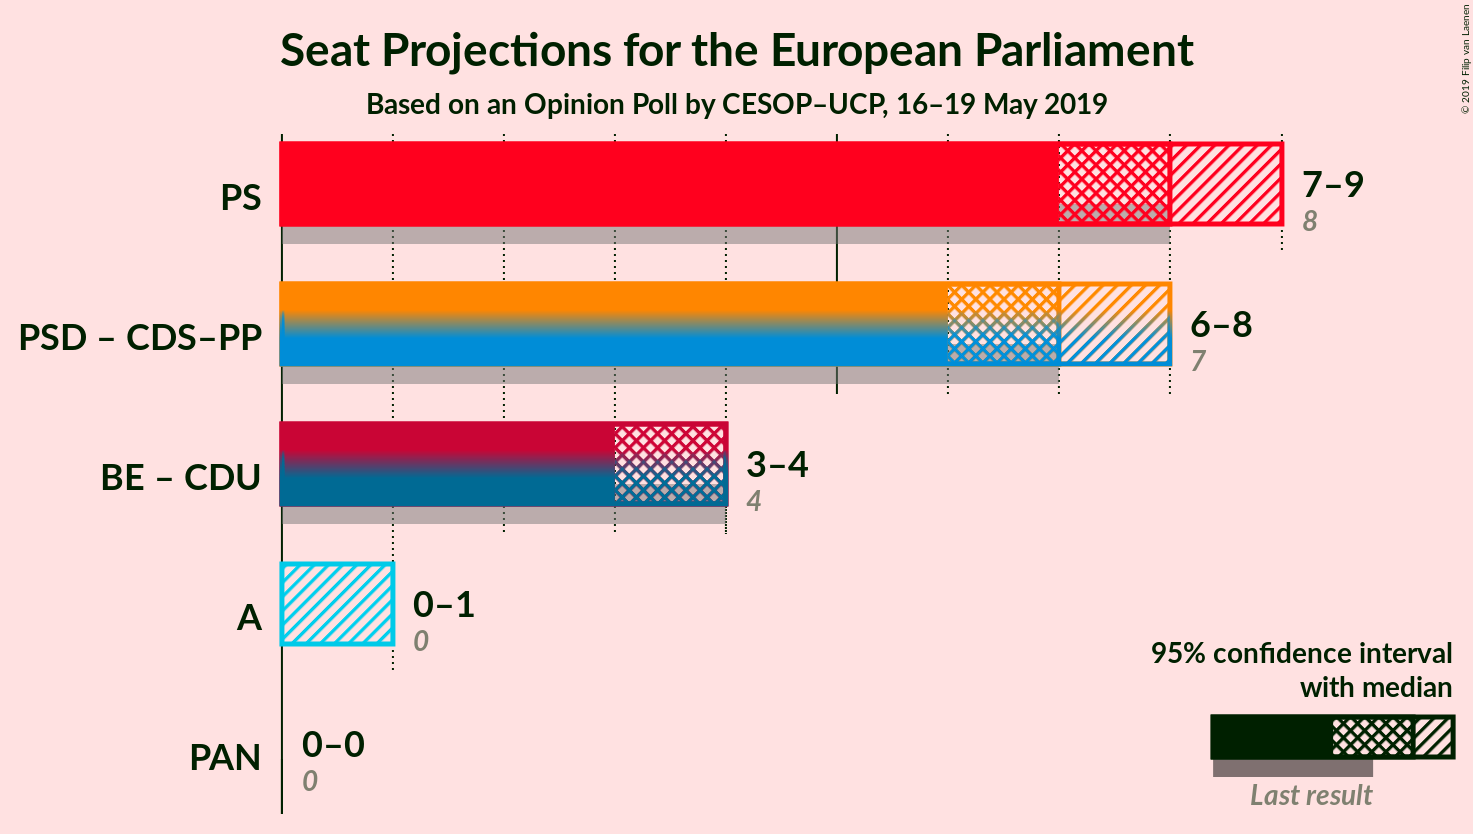 Seat Projections for the European Parliament
Based on an Opinion Poll by CESOP–UCP, 16–19 May 2019
© 2019 Filip van Laenen
PS
7–9
8
PSD – CDS–PP
6–8
7
BE – CDU
3–4
4
A
0–1
0
PAN
0–0
0
95% confidence interval
with median
Last result